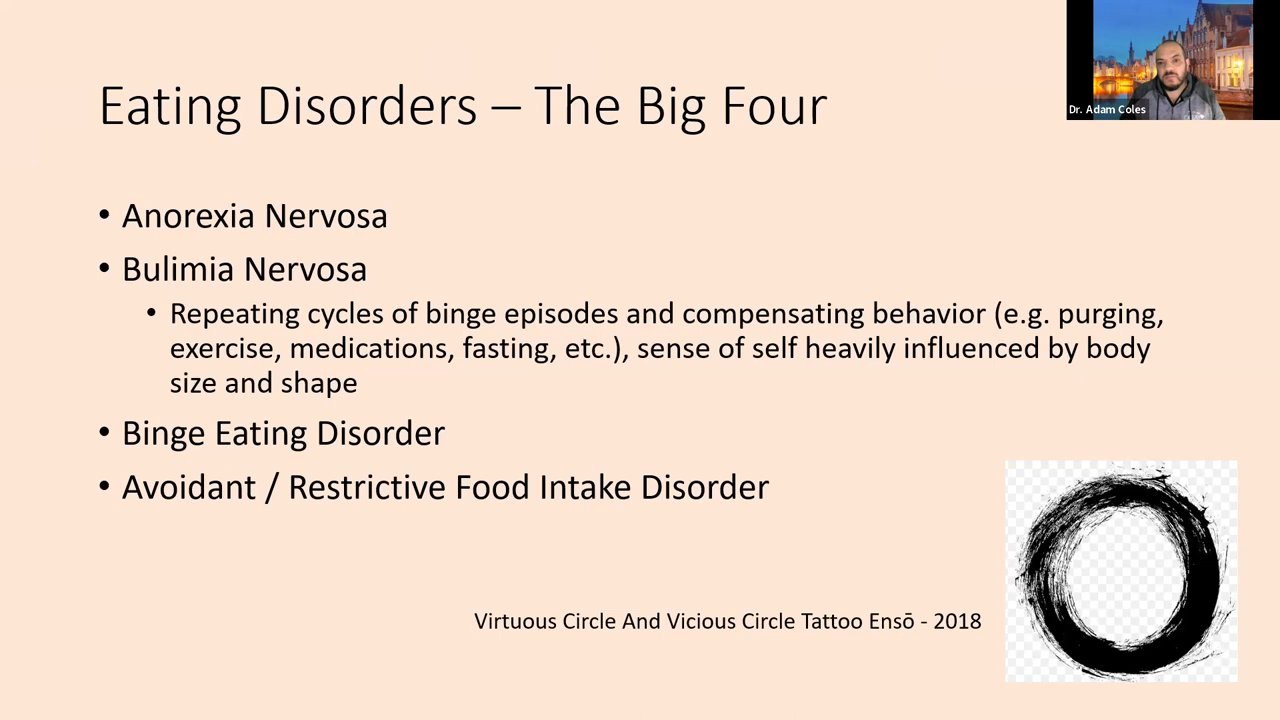 Dr. Adam Coles
Eating Disorders – The Big Four
• Anorexia Nervosa
• Bulimia Nervosa
• Repeating cycles of binge episodes and compensating behavior (e.g. purging,
exercise, medications, fasting, etc.), sense of self heavily influenced by body
size and shape
• Binge Eating Disorder
• Avoidant / Restrictive Food Intake Disorder
Virtuous Circle And Vicious Circle Tattoo Ensō - 2018